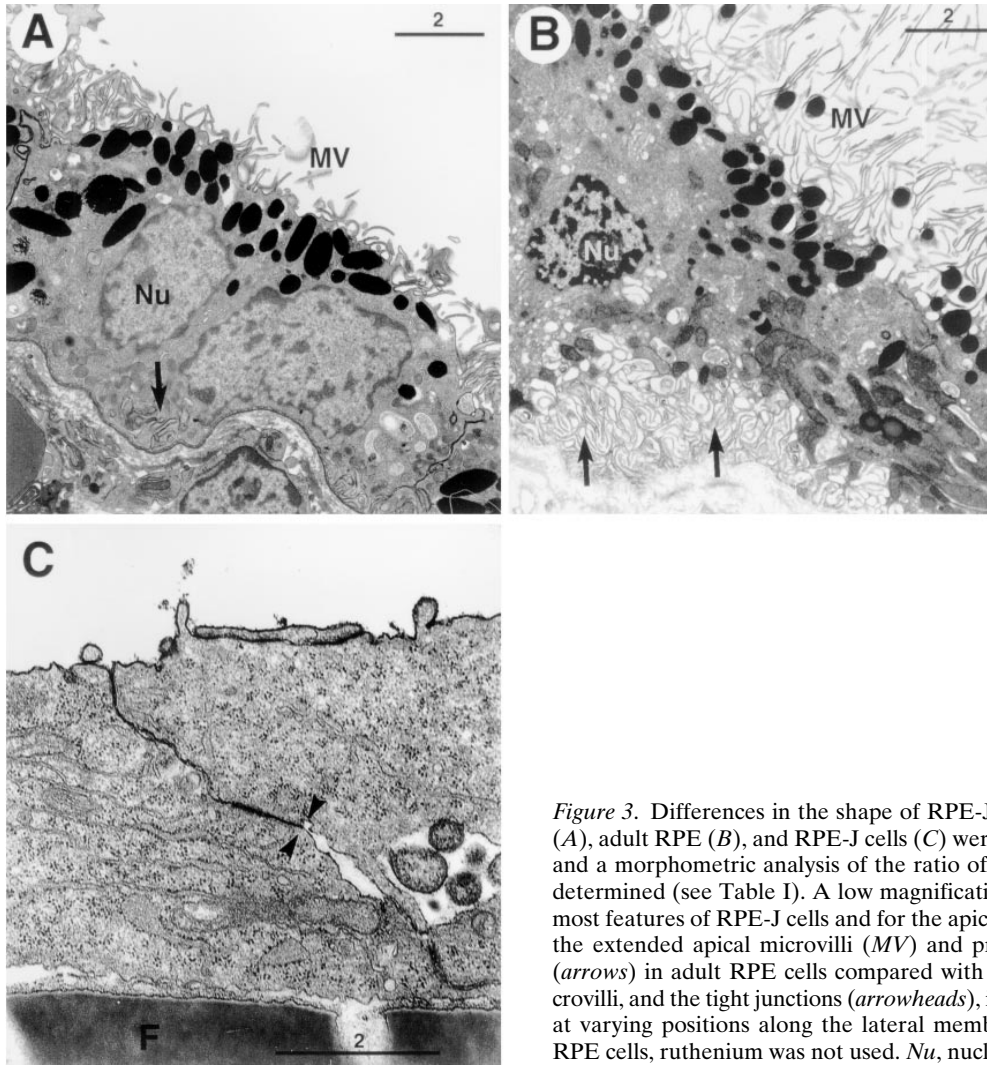 A
2
MV
Nu
B
2
MV
Nu
C
F
2
Figure 3. Differences in the shape of RPE-J
(A), adult RPE (B), and RPE-J cells (C) wer
and a morphometric analysis of the ratio of
determined (see Table I). A low magnificati
most features of RPE-J cells and for the apic
the extended apical microvilli (MV) and pr
(arrows) in adult RPE cells compared with
crovilli, and the tight junctions (arrowheads), 
at varying positions along the lateral memb
RPE cells, ruthenium was not used. Nu, nucl